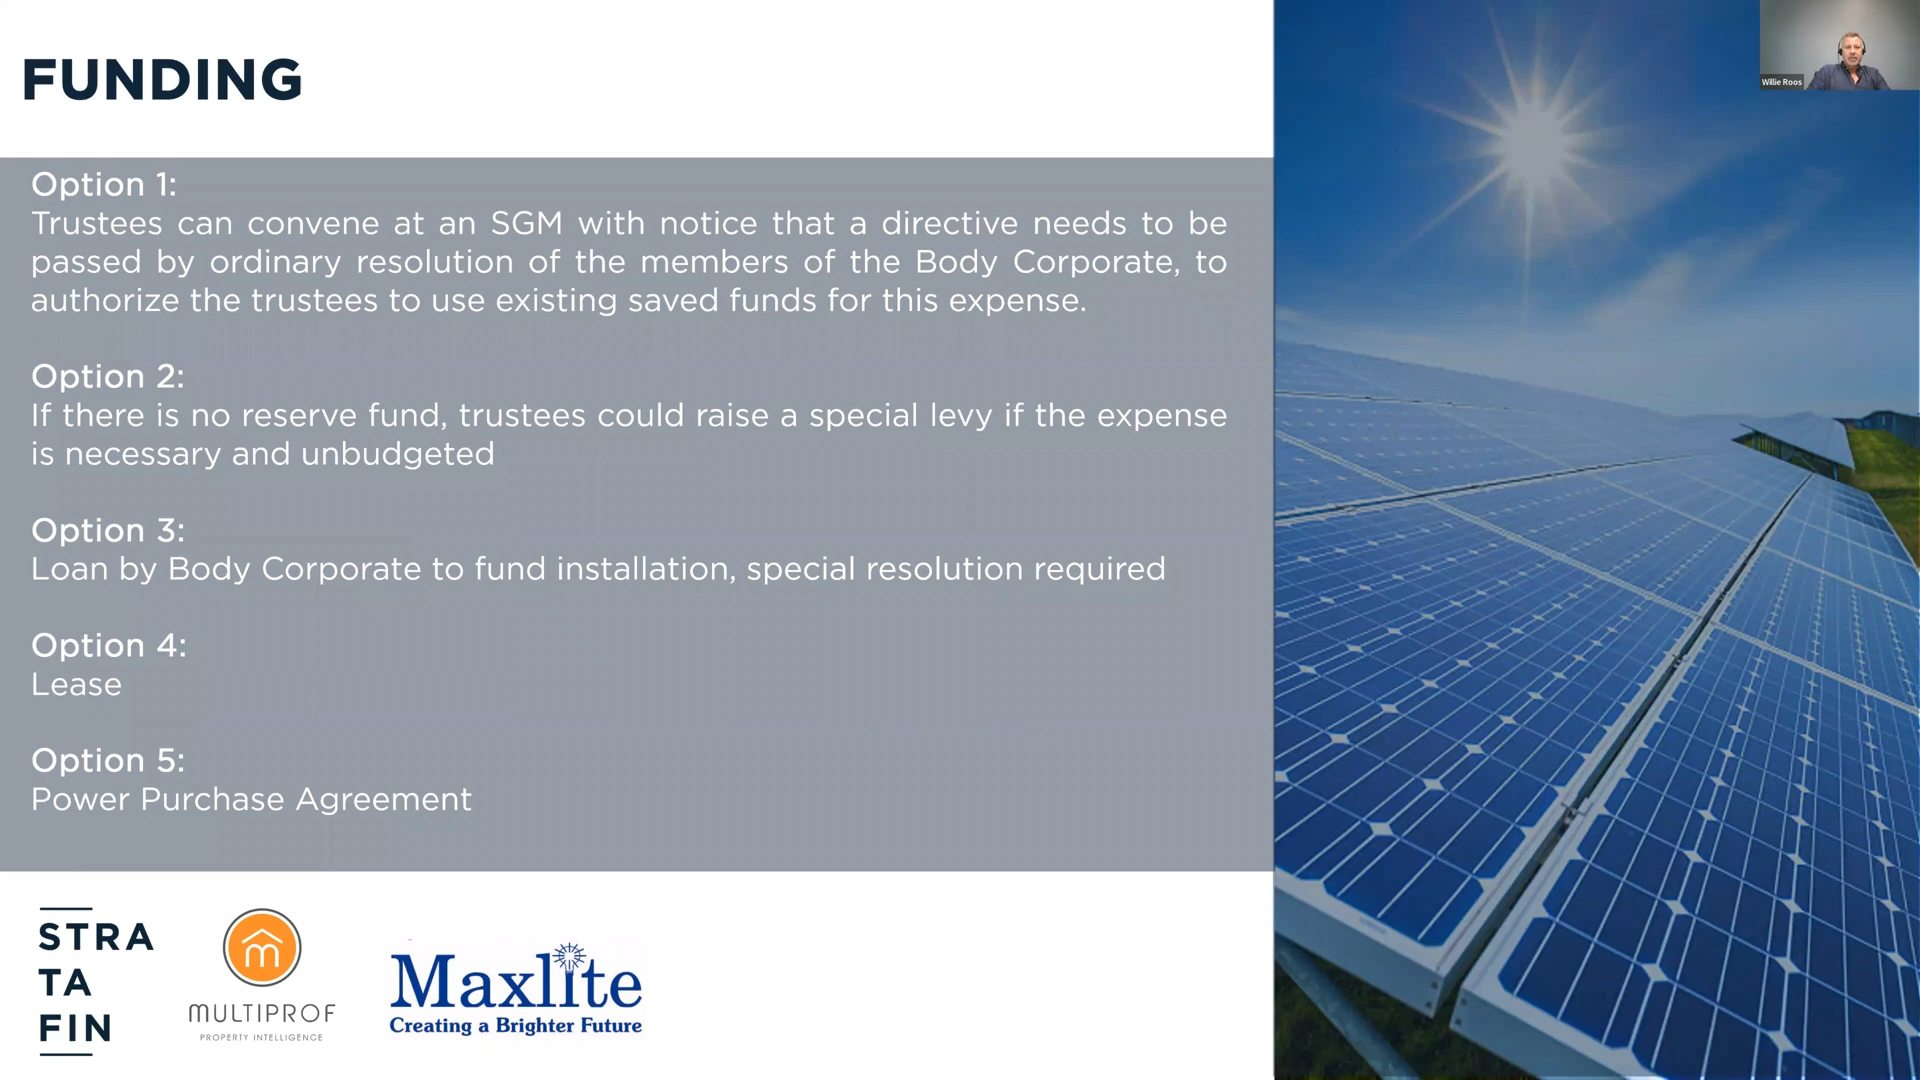 FUNDING
Willie Roos
Option 1:
Trustees can convene at an SGM with notice that a directive needs to be
passed by ordinary resolution of the members of the Body Corporate, to
authorize the trustees to use existing saved funds for this expense.
Option 2:
If there is no reserve fund, trustees could raise a special levy if the expense
is necessary and unbudgeted
Option 3:
Loan by Body Corporate to fund installation, special resolution required
Option 4:
Lease
Option 5:
Power Purchase Agreement
STRA
TA
FIN
m
MULTIPROF
PROPERTY INTELLIGENCE
Maxlite
Creating a Brighter Future